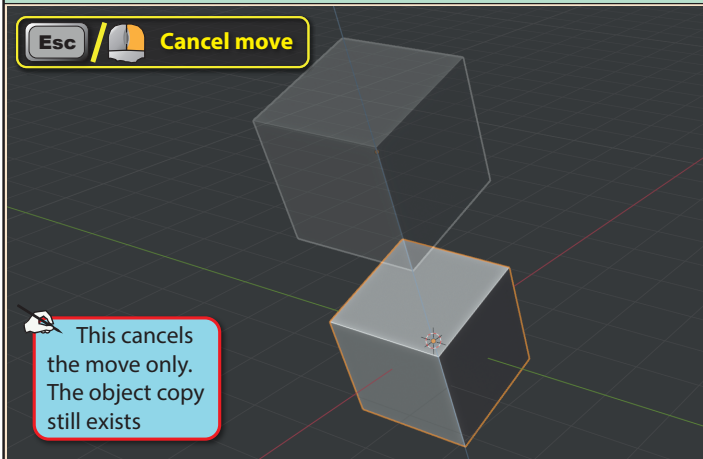 Esc / Cancel move
This cancels
the move only.
The object copy
still exists